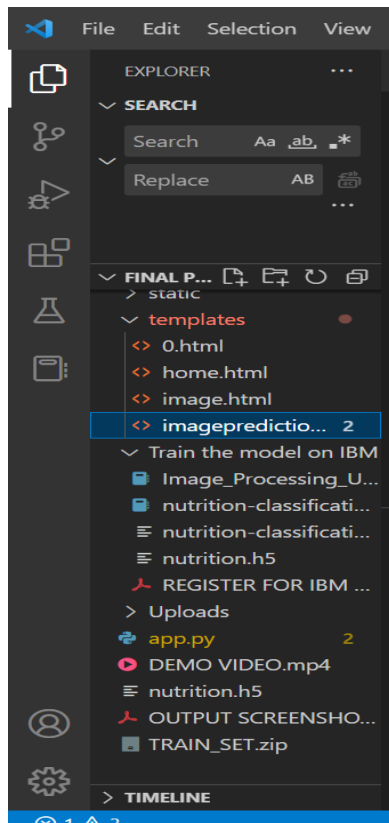 File Edit Selection View
EXPLORER ...
SEARCH
Search Aa ab, .*
Replace AB
...
FINAL P...
static
templates
<> 0.html
<> home.html
<> image.html
<> imagepredictio... 2
Train the model on IBM
Image_Processing_U...
nutrition-classificati...
nutrition-classificati...
nutrition.h5
REGISTER FOR IBM ...
Uploads
app.py 2
DEMO VIDEO.mp4
nutrition.h5
OUTPUT SCREENSHO...
TRAIN_SET.zip
TIMELINE